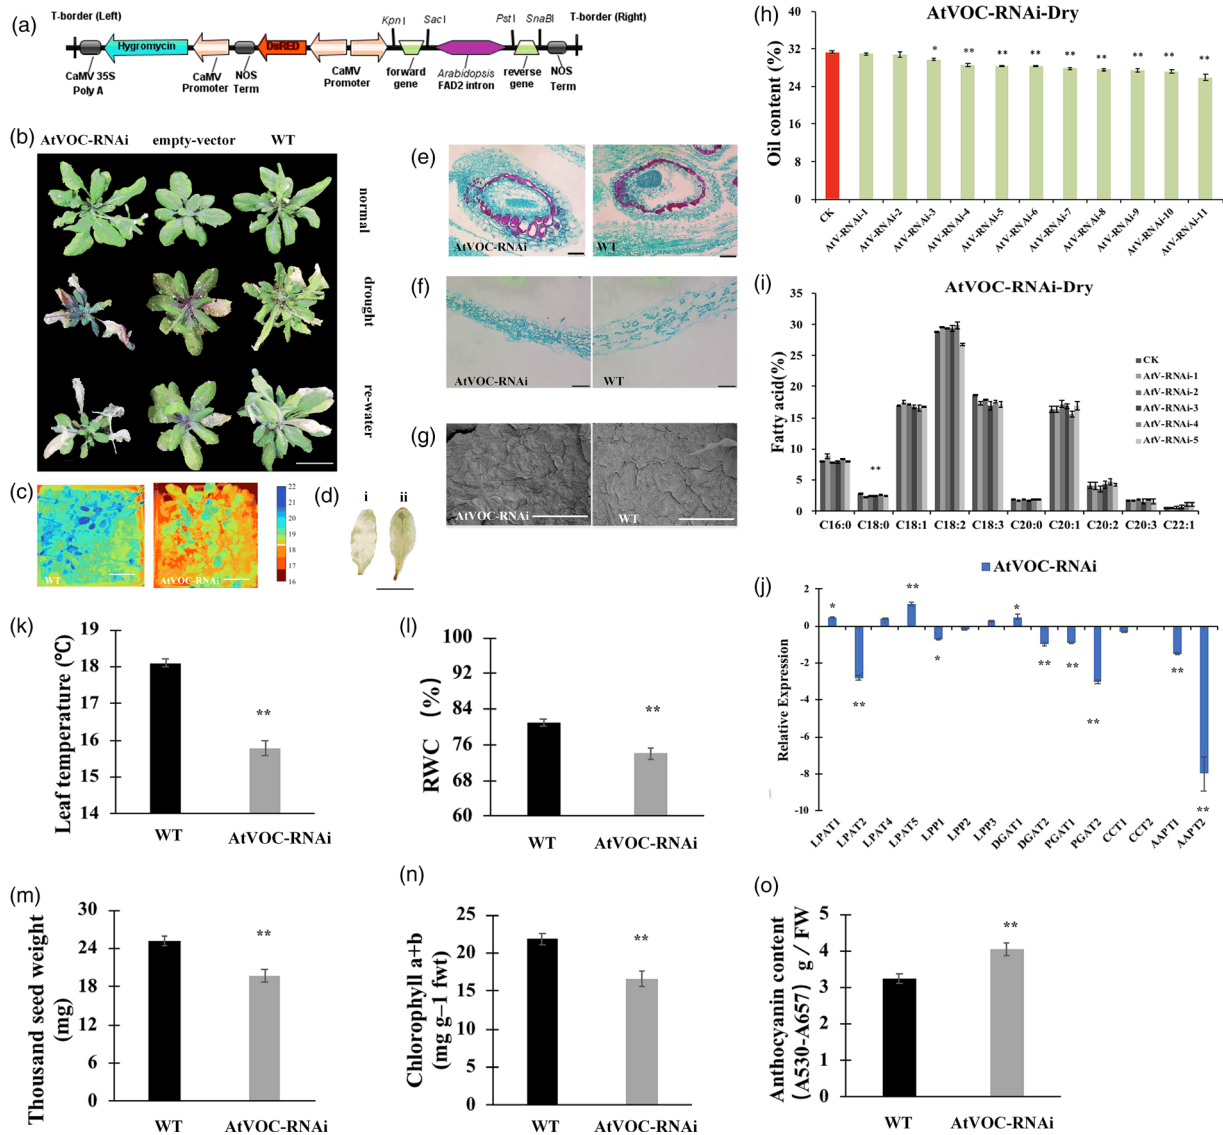 (a)
T-border (Left)
Kpn I
Sac I
Pst I
SnaB I
T-border (Right)
Hygromycin
DsRED
CaMV 35S
Poly A
CaMV
Promoter
NOS
Term
CaMV
Promoter
forward
gene
Arabidopsis
FAD2 intron
reverse
gene
NOS
Term
(b)
AtVOC-RNAi
empty-vector
WT
normal
drought
re-water
(c)
WT
AtVOC-RNAi
22
21
20
19
18
17
16
(d)
i
ii
(e)
AtVOC-RNAi
WT
(f)
AtVOC-RNAi
WT
(g)
AtVOC-RNAi
WT
(h)
AtVOC-RNAi-Dry
Oil content (%)
40
32
24
16
8
0
* ** ** ** ** ** ** ** **
CK
AtV-RNAi-1
AtV-RNAi-2
AtV-RNAi-3
AtV-RNAi-4
AtV-RNAi-5
AtV-RNAi-6
AtV-RNAi-7
AtV-RNAi-8
AtV-RNAi-9
AtV-RNAi-10
AtV-RNAi-11
(i)
AtVOC-RNAi-Dry
Fatty acid(%)
35
30
25
20
15
10
5
0
**
CK
AtV-RNAi-1
AtV-RNAi-2
AtV-RNAi-3
AtV-RNAi-4
AtV-RNAi-5
C16:0 C18:0 C18:1 C18:2 C18:3 C20:0 C20:1 C20:2 C20:3 C22:1
(j)
AtVOC-RNAi
Relative Expression
2
0
-2
-4
-6
-8
-10
* ** ** * * ** ** ** ** **
LPAT1
LPAT2
LPAT4
LPAT5
LPP1
LPP2
LPP3
DGAT1
DGAT2
PGAT1
PGAT2
CCT1
CCT2
AAPT1
AAPT2
(k)
Leaf temperature (℃)
19
18
17
16
15
14
**
WT
AtVOC-RNAi
(l)
RWC (%)
100
92
84
76
68
60
**
WT
AtVOC-RNAi
(m)
Thousand seed weight
(mg)
30
24
18
12
6
0
**
WT
AtVOC-RNAi
(n)
Chlorophyll a+b
(mg g–1 fwt)
25
20
15
10
5
0
**
WT
AtVOC-RNAi
(o)
Anthocyanin content
(A530-A657) g / FW
5
4
3
2
1
0
**
WT
AtVOC-RNAi